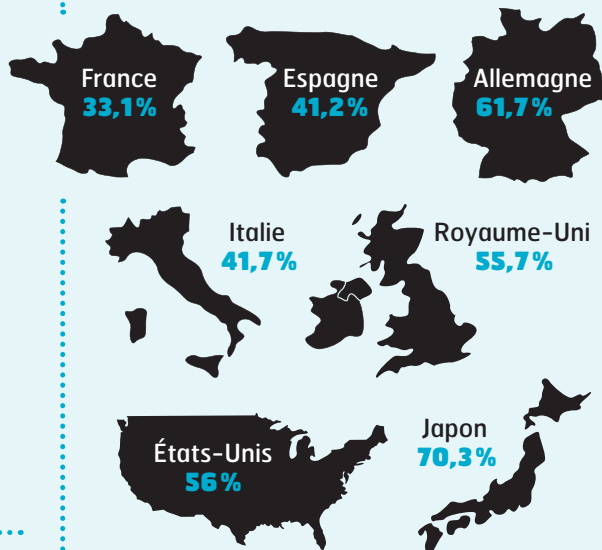 France
33,1%
Espagne
41,2%
Allemagne
61,7%
Italie
41,7%
Royaume-Uni
55,7%
États-Unis
56%
Japon
70,3%